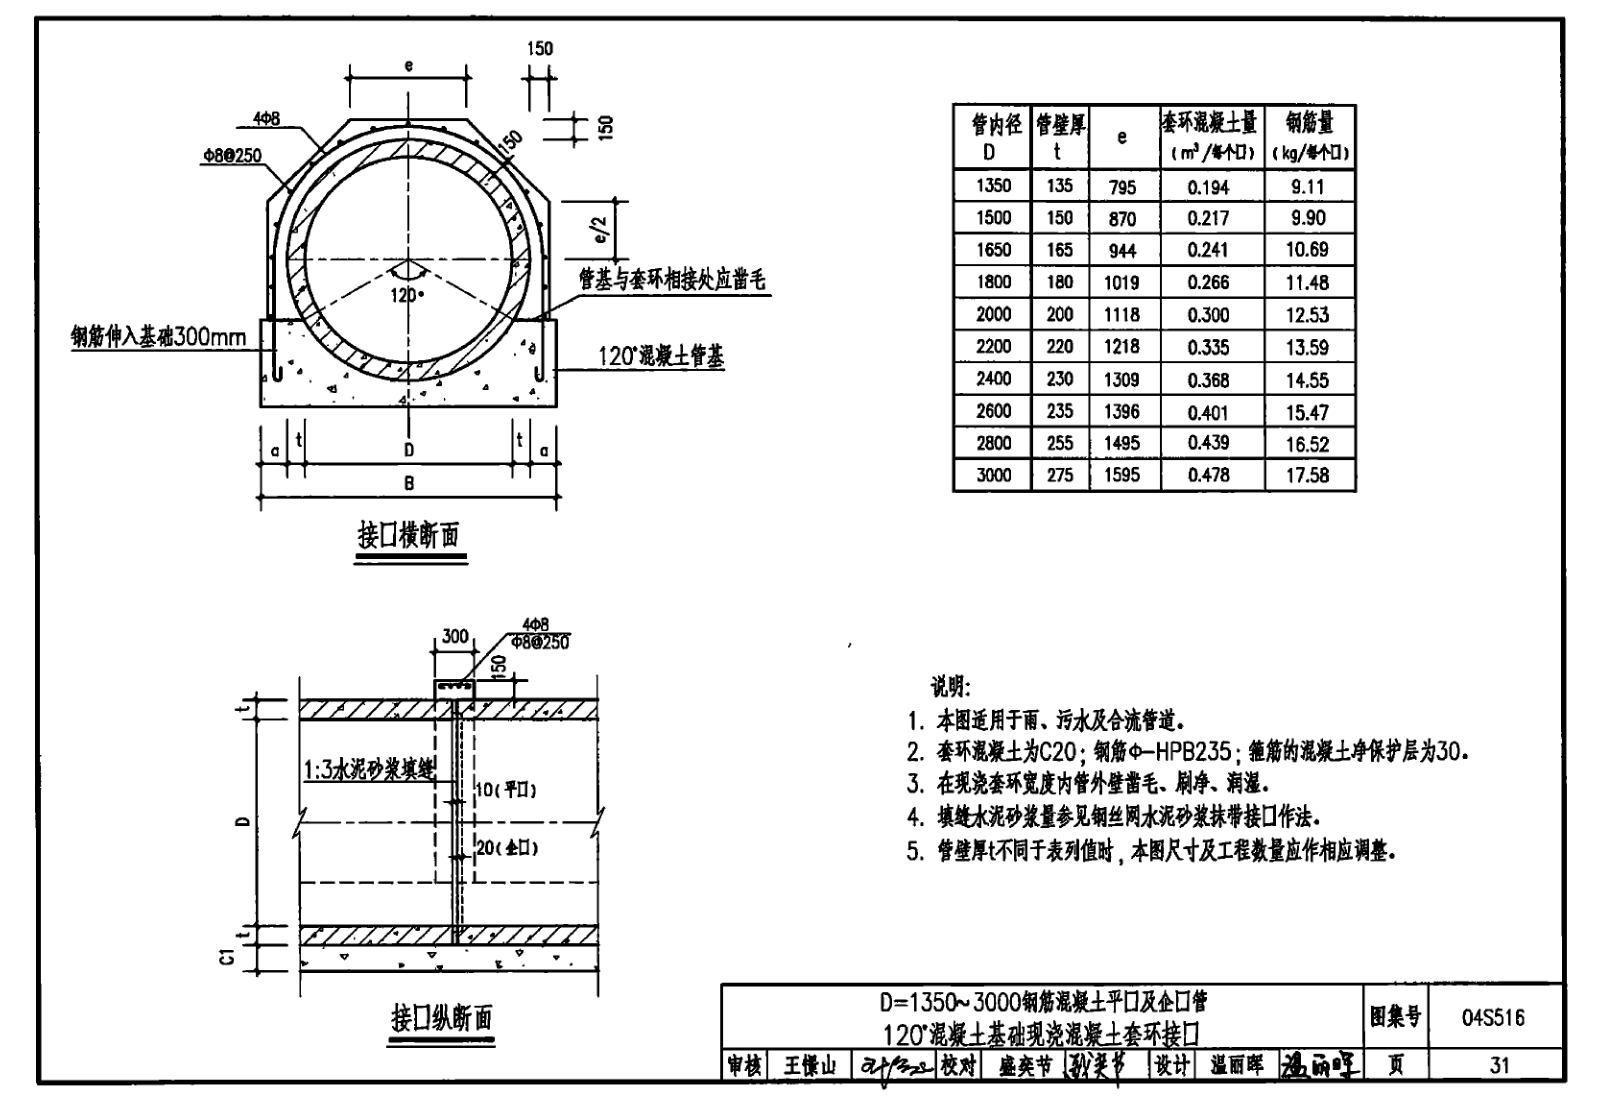 e
150
150
4Φ8
Φ8@250
150
e/2
120°
管基与套环相接处应凿毛
钢筋伸入基础300mm
120°混凝土管基
a
t
D
t
a
B
接口横断面
管内径 D
管壁厚 t
e
套环混凝土量 (m³/每个口)
钢筋量 (kg/每个口)
1350 135 795 0.194 9.11
1500 150 870 0.217 9.90
1650 165 944 0.241 10.69
1800 180 1019 0.266 11.48
2000 200 1118 0.300 12.53
2200 220 1218 0.335 13.59
2400 230 1309 0.368 14.55
2600 235 1396 0.401 15.47
2800 255 1495 0.439 16.52
3000 275 1595 0.478 17.58
300
4Φ8
Φ8@250
150
t
1:3水泥砂浆填缝
10(平口)
D
20(企口)
t
C1
接口纵断面
说明:
1. 本图适用于雨、污水及合流管道。
2. 套环混凝土为C20; 钢筋Φ-HPB235; 箍筋的混凝土净保护层为30。
3. 在现浇套环宽度内管外壁凿毛、刷净、润湿。
4. 填缝水泥砂浆量参见钢丝网水泥砂浆抹带接口作法。
5. 管壁厚t不同于表列值时, 本图尺寸及工程数量应作相应调整。
D=1350~3000钢筋混凝土平口及企口管
120°混凝土基础现浇混凝土套环接口
图集号 04S516
审核 王儤山 校对 盛奕节 设计 温丽晖 温丽晖 页 31